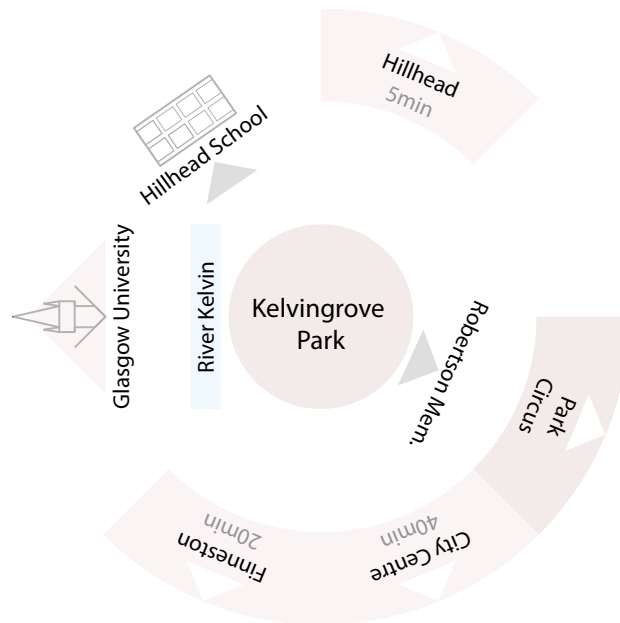 Hillhead
5min
Hillhead School
Glasgow University
River Kelvin
Kelvingrove
Park
Robertson Mem.
Park
Circus
40min
City Centre
20min
Finneston